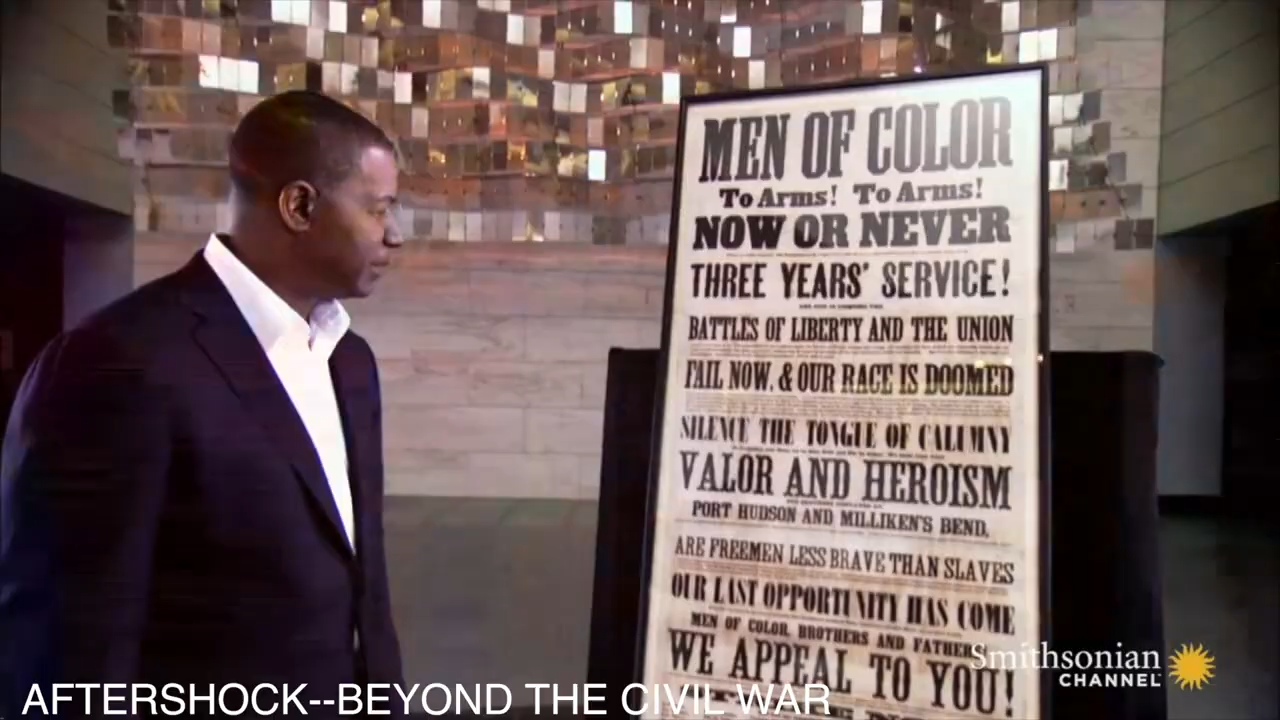 MEN OF COLOR
To Arms! To Arms!
NOW OR NEVER
THREE YEARS' SERVICE!
BATTLES OF LIBERTY AND THE UNION
FAIL NOW, & OUR RACE IS DOOMED
SILENCE THE TONGUE OF CALUMNY
VALOR AND HEROISM
PORT HUDSON AND MILLIKEN'S BEND,
ARE FREEMEN LESS BRAVE THAN SLAVES
OUR LAST OPPORTUNITY HAS COME
MEN OF COLOR, BROTHERS AND FATHERS
WE APPEAL TO YOU!
Smithsonian
CHANNEL
AFTERSHOCK--BEYOND THE CIVIL WAR